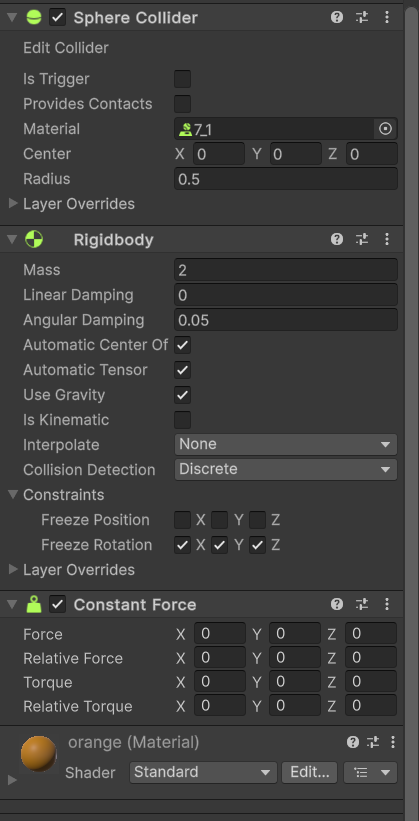 Sphere Collider
Edit Collider
Is Trigger
Provides Contacts
Material 7_1
Center X 0 Y 0 Z 0
Radius 0.5
Layer Overrides
Rigidbody
Mass 2
Linear Damping 0
Angular Damping 0.05
Automatic Center Of
Automatic Tensor
Use Gravity
Is Kinematic
Interpolate None
Collision Detection Discrete
Constraints
Freeze Position X Y Z
Freeze Rotation X Y Z
Layer Overrides
Constant Force
Force X 0 Y 0 Z 0
Relative Force X 0 Y 0 Z 0
Torque X 0 Y 0 Z 0
Relative Torque X 0 Y 0 Z 0
orange (Material)
Shader Standard Edit...